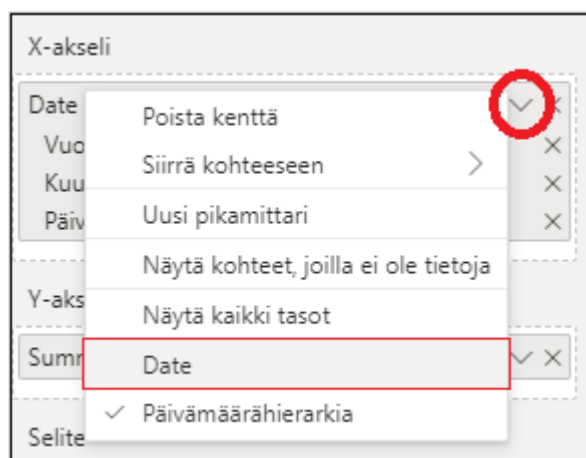 X-akseli
Date
Poista kenttä
Vuo
Siirrä kohteeseen
Kuu
Päiv
Uusi pikamittari
Näytä kohteet, joilla ei ole tietoja
Y-aks
Näytä kaikki tasot
Sumr
Date
Päivämäärähierarkia
Selite